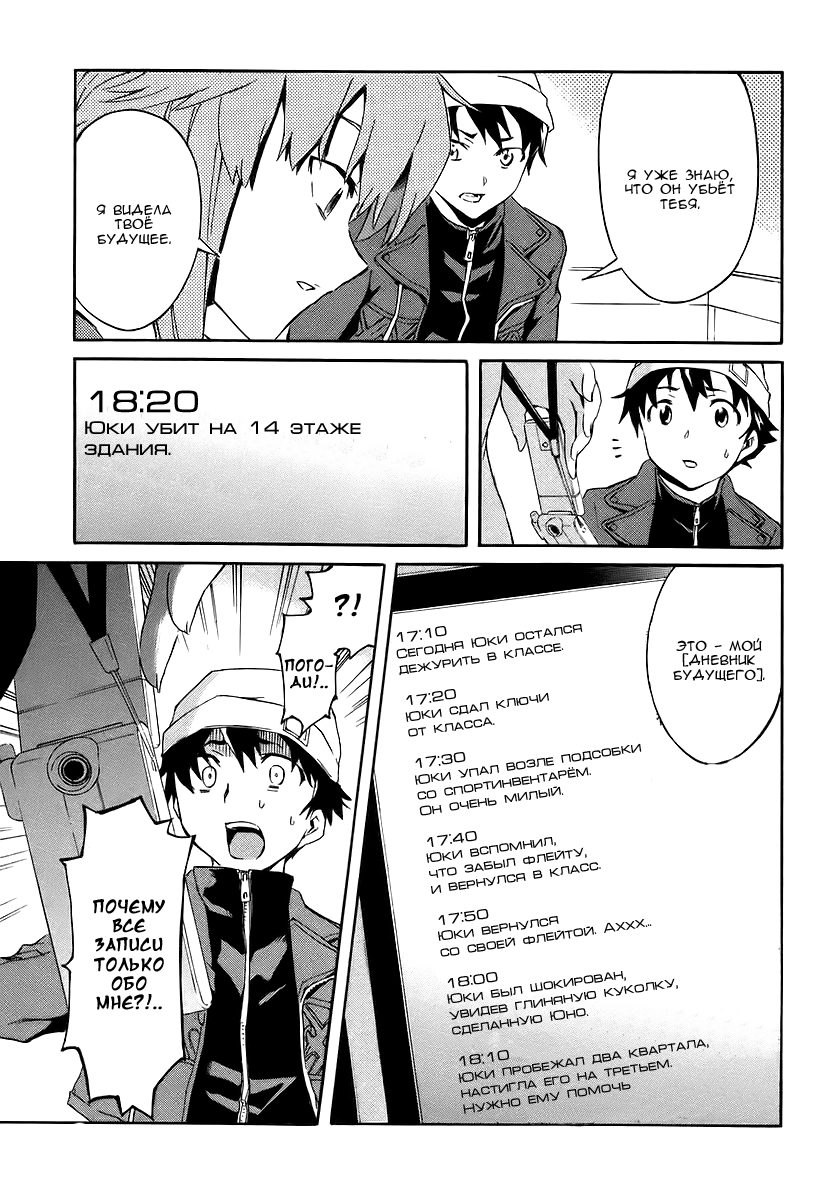 Я УЖЕ ЗНАЮ,
ЧТО ОН УБЬЁТ
ТЕБЯ.
Я ВИДЕЛА
ТВОЁ
БУДУЩЕЕ.
18:20
ЮКИ УБИТ НА 14 ЭТАЖЕ
ЗДАНИЯ.
ЭТО - МОЙ
[ДНЕВНИК
БУДУЩЕГО].
17:10
СЕГОДНЯ ЮКИ ОСТАЛСЯ
ДЕЖУРИТЬ В КЛАССЕ.
17:20
ЮКИ СДАЛ КЛЮЧИ
ОТ КЛАССА.
17:30
ЮКИ УПАЛ ВОЗЛЕ ПОДСОБКИ
СО СПОРТИНВЕНТАРЁМ.
ОН ОЧЕНЬ МИЛЫЙ.
17:40
ЮКИ ВСПОМНИЛ,
ЧТО ЗАБЫЛ ФЛЕЙТУ,
И ВЕРНУЛСЯ В КЛАСС.
17:50
ЮКИ ВЕРНУЛСЯ
СО СВОЕЙ ФЛЕЙТОЙ. АХХХ...
18:00
ЮКИ БЫЛ ШОКИРОВАН,
УВИДЕВ ГЛИНЯНУЮ КУКОЛКУ,
СДЕЛАННУЮ ЮНО.
18:10
ЮКИ ПРОБЕЖАЛ ДВА КВАРТАЛА,
НАСТИГЛА ЕГО НА ТРЕТЬЕМ.
НУЖНО ЕМУ ПОМОЧЬ
?!
ПОГО-
ДИ!..
ПОЧЕМУ
ВСЕ
ЗАПИСИ
ТОЛЬКО
ОБО
МНЕ?!..